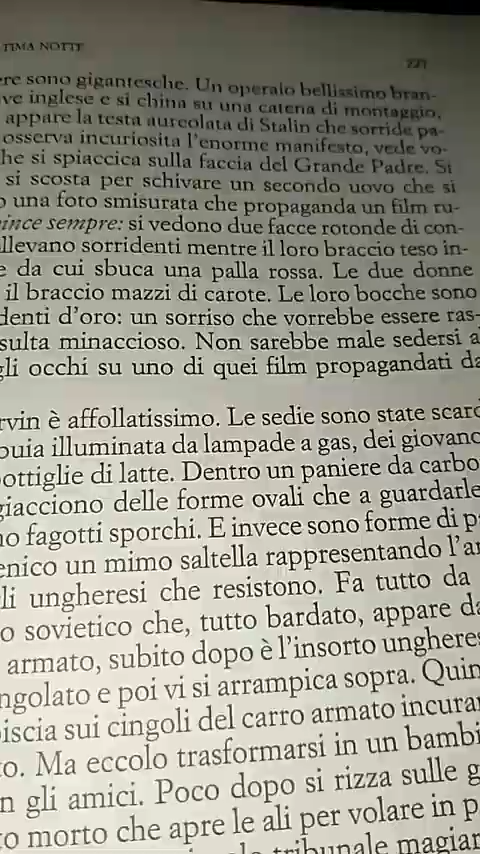 TIMA NOTTE
221
ere sono gigantesche. Un operaio bellissimo bran-
ve inglese e si china su una catena di montaggio,
appare la testa aureolata di Stalin che sorride pa-
osserva incuriosita l'enorme manifesto, vede vo-
he si spiaccica sulla faccia del Grande Padre. Si
si scosta per schivare un secondo uovo che si
o una foto smisurata che propaganda un film ru-
ince sempre: si vedono due facce rotonde di con-
llevano sorridenti mentre il loro braccio teso in-
e da cui sbuca una palla rossa. Le due donne
il braccio mazzi di carote. Le loro bocche sono
denti d'oro: un sorriso che vorrebbe essere ras-
sulta minaccioso. Non sarebbe male sedersi a
gli occhi su uno di quei film propagandati da
rvin è affollatissimo. Le sedie sono state scar
buia illuminata da lampade a gas, dei giovan
bottiglie di latte. Dentro un paniere da carbo
giacciono delle forme ovali che a guardarle
no fagotti sporchi. E invece sono forme di p
enico un mimo saltella rappresentando l'ar
li ungheresi che resistono. Fa tutto da
o sovietico che, tutto bardato, appare da
armato, subito dopo è l'insorto unghere
ngolato e poi vi si arrampica sopra. Quin
piscia sui cingoli del carro armato incura
to. Ma eccolo trasformarsi in un bambi
n gli amici. Poco dopo si rizza sulle g
to morto che apre le ali per volare in p
tribunale magiar